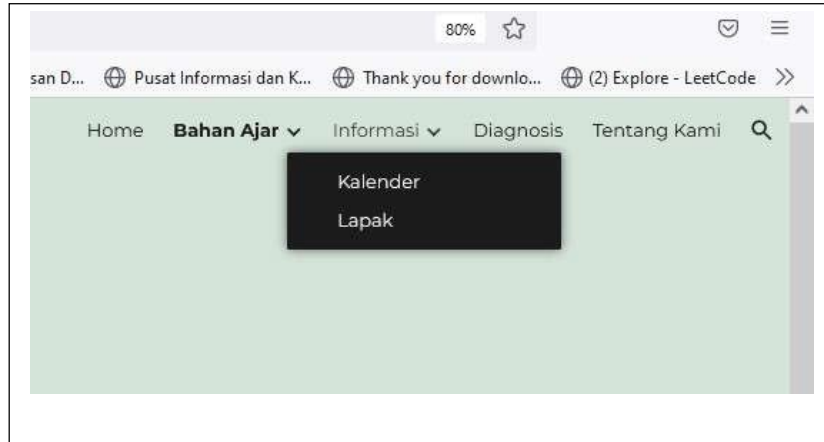 80%
san D... Pusat Informasi dan K... Thank you for downlo... (2) Explore - LeetCode
Home Bahan Ajar Informasi Diagnosis Tentang Kami
Kalender
Lapak